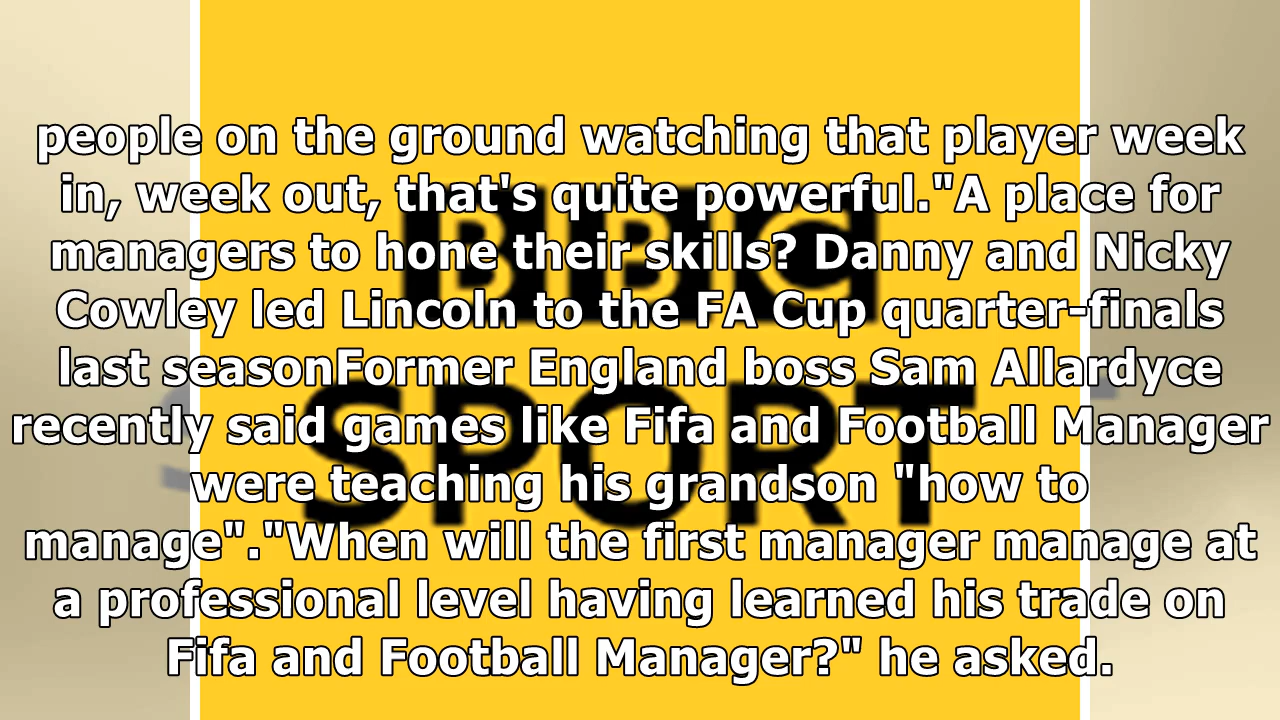 people on the ground watching that player week
in, week out, that's quite powerful."A place for
managers to hone their skills? Danny and Nicky
Cowley led Lincoln to the FA Cup quarter-finals
last seasonFormer England boss Sam Allardyce
recently said games like Fifa and Football Manager
were teaching his grandson "how to
manage"."When will the first manager manage at
a professional level having learned his trade on
Fifa and Football Manager?" he asked.
BBC
SPORT